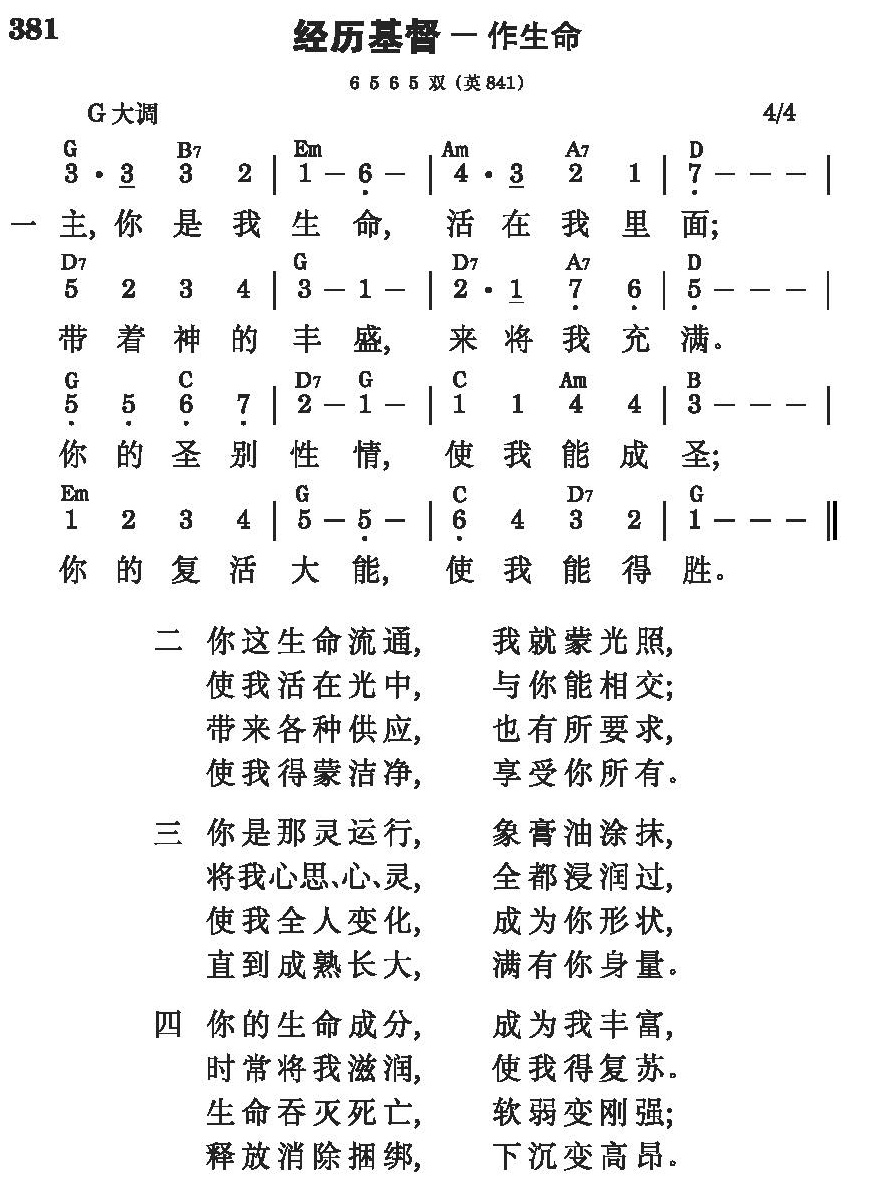 381
经历基督－作生命
6 5 6 5 双（英841）
G大调 4/4
G B7 Em Am A7 D
3 · 3 3 2 | 1 － 6 － | 4 · 3 2 1 | 7 － － － |
一 主，你是我生命，活在我里面；
D7 G D7 A7 D
5 2 3 4 | 3 － 1 － | 2 · 1 7 6 | 5 － － － |
带着神的丰盛，来将我充满。
G C D7 G C Am B
5 5 6 7 | 2 － 1 － | 1 1 4 4 | 3 － － － |
你的圣别性情，使我能成圣；
Em G C D7 G
1 2 3 4 | 5 － 5 － | 6 4 3 2 | 1 － － － ‖
你的复活大能，使我能得胜。
二 你这生命流通，我就蒙光照，
使我活在光中，与你能相交；
带来各种供应，也有所要求，
使我得蒙洁净，享受你所有。
三 你是那灵运行，象膏油涂抹，
将我心思、心、灵，全都浸润过，
使我全人变化，成为你形状，
直到成熟长大，满有你身量。
四 你的生命成分，成为我丰富，
时常将我滋润，使我得复苏。
生命吞灭死亡，软弱变刚强；
释放消除捆绑，下沉变高昂。